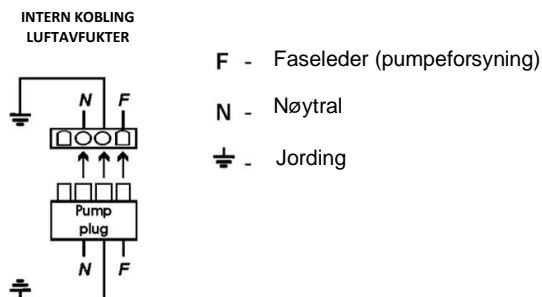 INTERN KOBLING
LUFTAVFUKTER
N F
Pump
plug
N F
F - Faseleder (pumpeforsyning)
N - Nøytral
- Jording